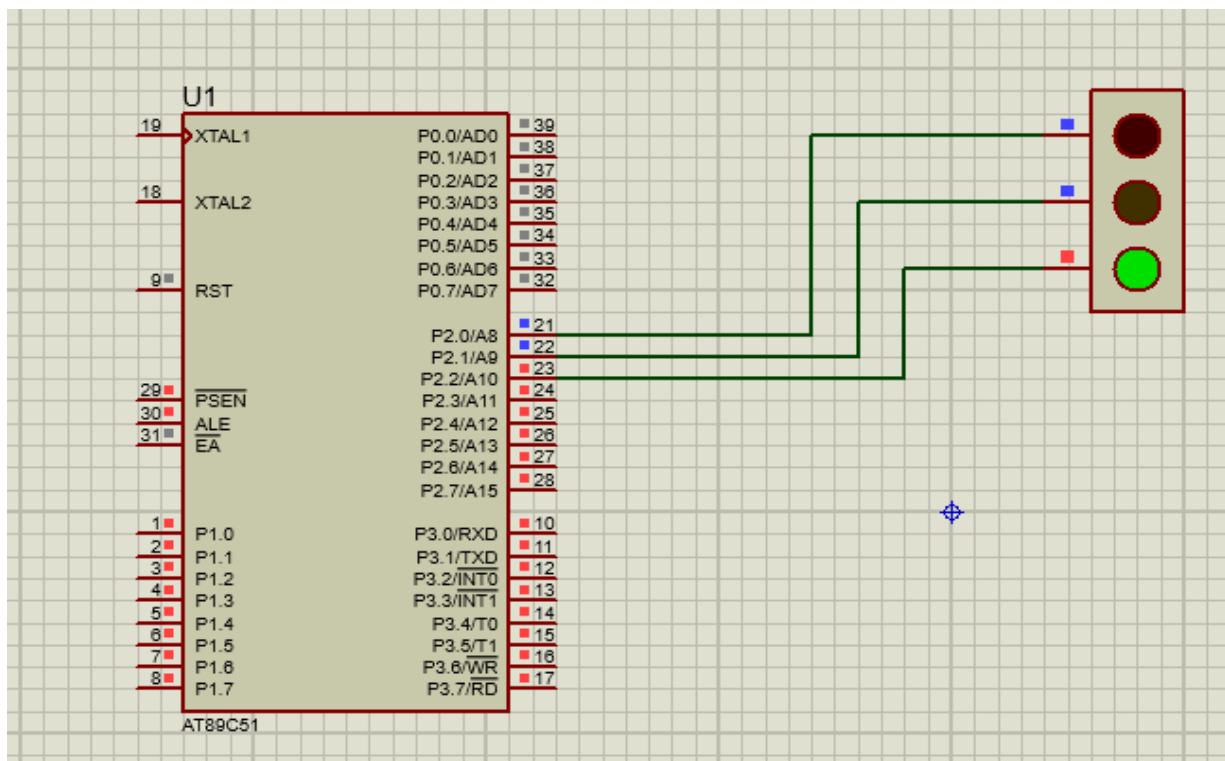 U1
19 XTAL1
18 XTAL2
9 RST
29 PSEN
30 ALE
31 EA
1 P1.0
2 P1.1
3 P1.2
4 P1.3
5 P1.4
6 P1.5
7 P1.6
8 P1.7
P0.0/AD0 39
P0.1/AD1 38
P0.2/AD2 37
P0.3/AD3 36
P0.4/AD4 35
P0.5/AD5 34
P0.6/AD6 33
P0.7/AD7 32
P2.0/A8 21
P2.1/A9 22
P2.2/A10 23
P2.3/A11 24
P2.4/A12 25
P2.5/A13 26
P2.6/A14 27
P2.7/A15 28
P3.0/RXD 10
P3.1/TXD 11
P3.2/INT0 12
P3.3/INT1 13
P3.4/T0 14
P3.5/T1 15
P3.6/WR 16
P3.7/RD 17
AT89C51